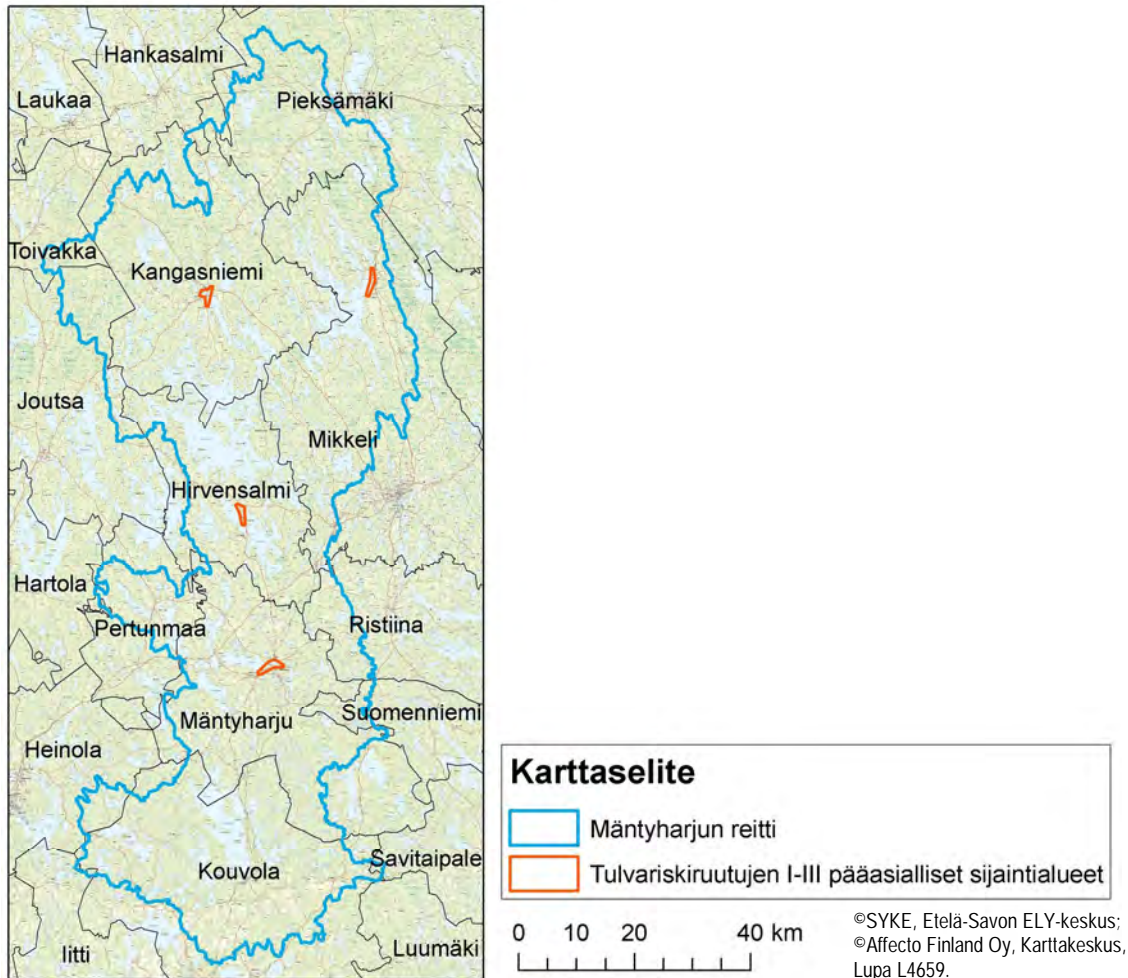 Hankasalmi
Laukaa
Pieksämäki
Toivakka
Kangasniemi
Joutsa
Mikkeli
Hirvensalmi
Hartola
Pertunmaa
Ristiina
Suomenniemi
Mäntyharju
Heinola
Kouvola
Savitaipale
Iitti
Luumäki
Karttaselite
Mäntyharjun reitti
Tulvariskiruutujen I-III pääasialliset sijaintialueet
0 10 20 40 km
©SYKE, Etelä-Savon ELY-keskus;
©Affecto Finland Oy, Karttakeskus,
Lupa L4659.